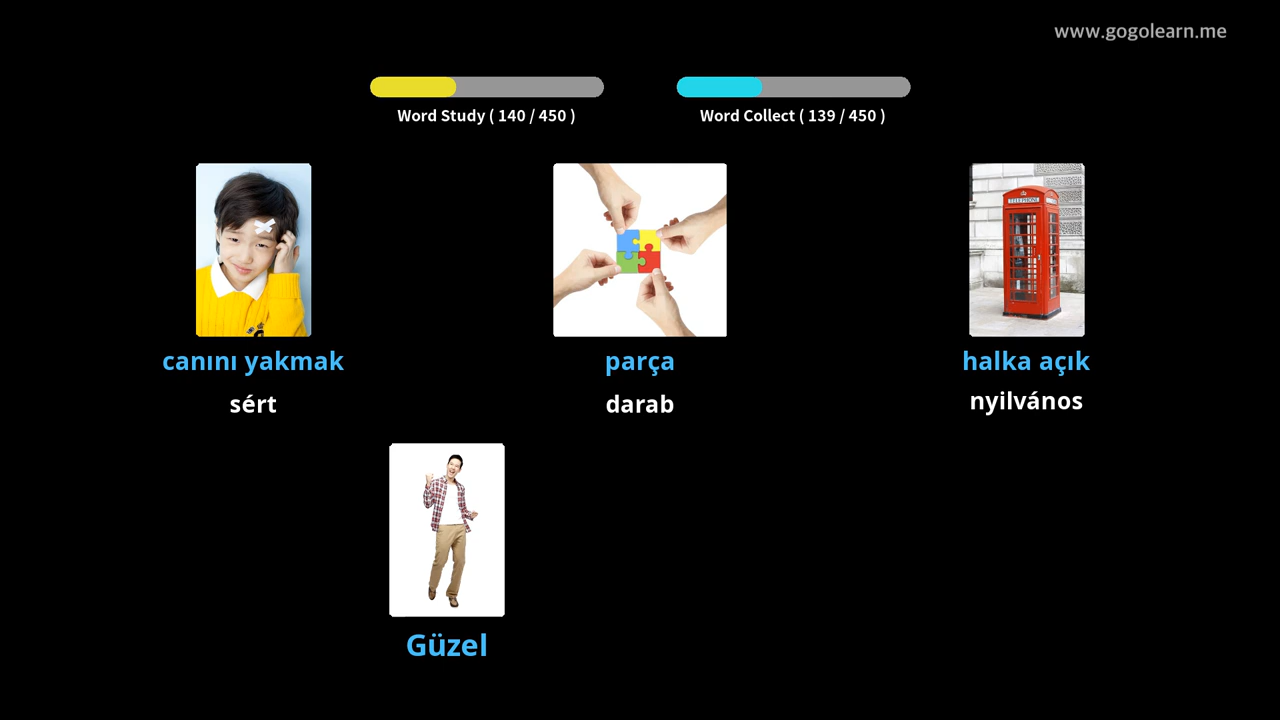 www.gogolearn.me
Word Study ( 140 / 450 )
Word Collect ( 139 / 450 )
TELEPHONE
canını yakmak
parça
halka açık
sért
darab
nyilvános
Güzel